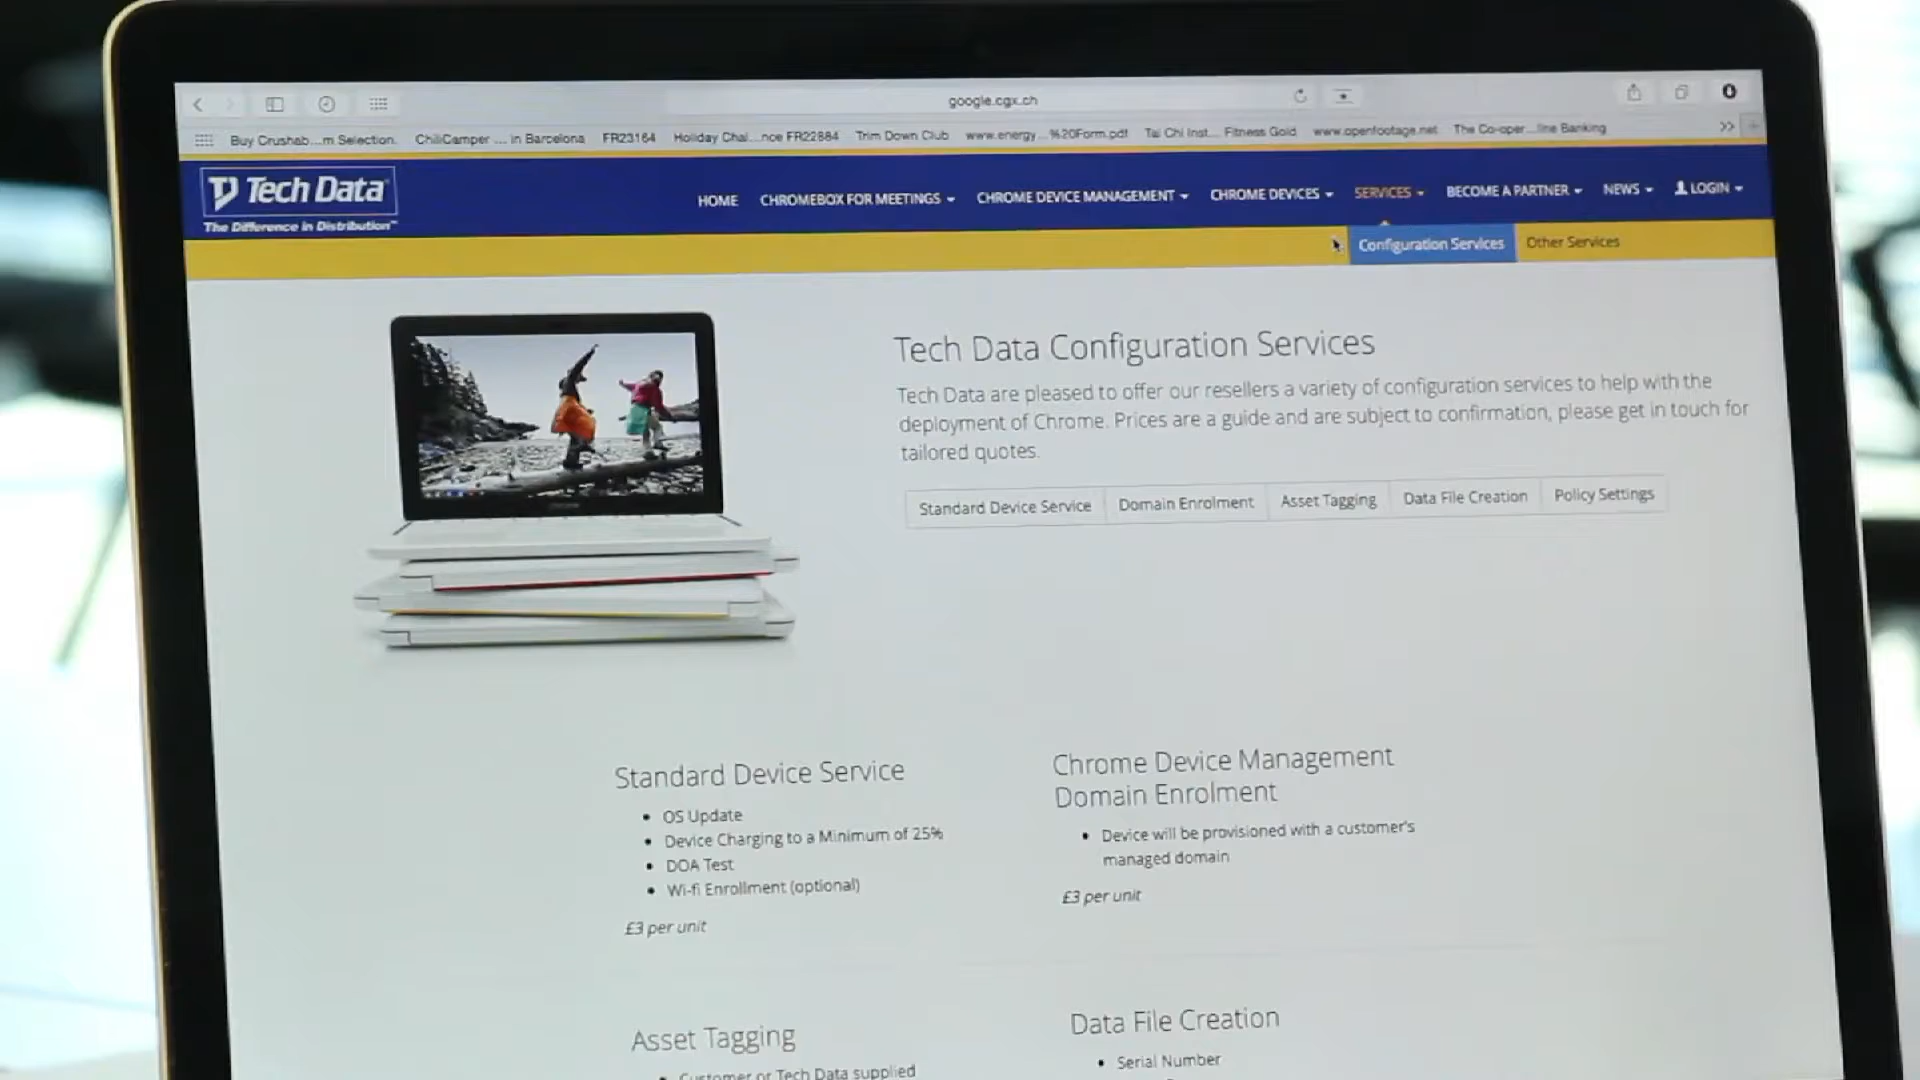 google.cgx.ch
Buy Crushab...m Selection. ChiliCamper ... in Barcelona FR23164 Holiday Chal...nce FR22884 Trim Down Club www.energy...%20Form.pdf Tai Chi Inst... Fitness Gold www.openfootage.net The Co-oper...line Banking
Tech Data
The Difference in Distribution™
HOME CHROMEBOX FOR MEETINGS CHROME DEVICE MANAGEMENT CHROME DEVICES SERVICES BECOME A PARTNER NEWS LOGIN
Configuration Services Other Services
Tech Data Configuration Services
Tech Data are pleased to offer our resellers a variety of configuration services to help with the
deployment of Chrome. Prices are a guide and are subject to confirmation, please get in touch for
tailored quotes.
Standard Device Service Domain Enrolment Asset Tagging Data File Creation Policy Settings
Standard Device Service
• OS Update
• Device Charging to a Minimum of 25%
• DOA Test
• Wi-fi Enrollment (optional)
£3 per unit
Chrome Device Management
Domain Enrolment
• Device will be provisioned with a customer's
managed domain
£3 per unit
Asset Tagging
• Customer or Tech Data supplied
Data File Creation
• Serial Number